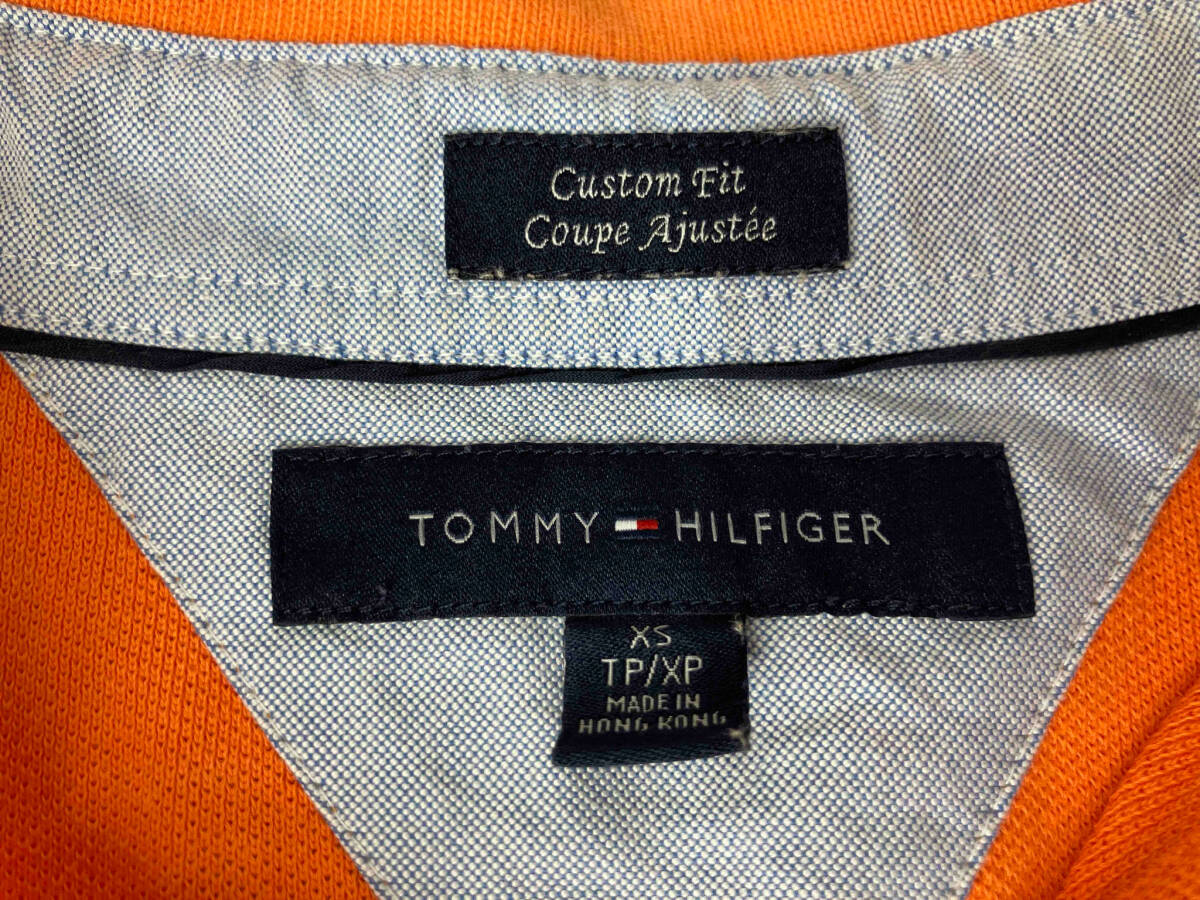 Custom Fit
Coupe Ajustée
TOMMY HILFIGER
XS
TP/XP
MADE IN
HONG KONG